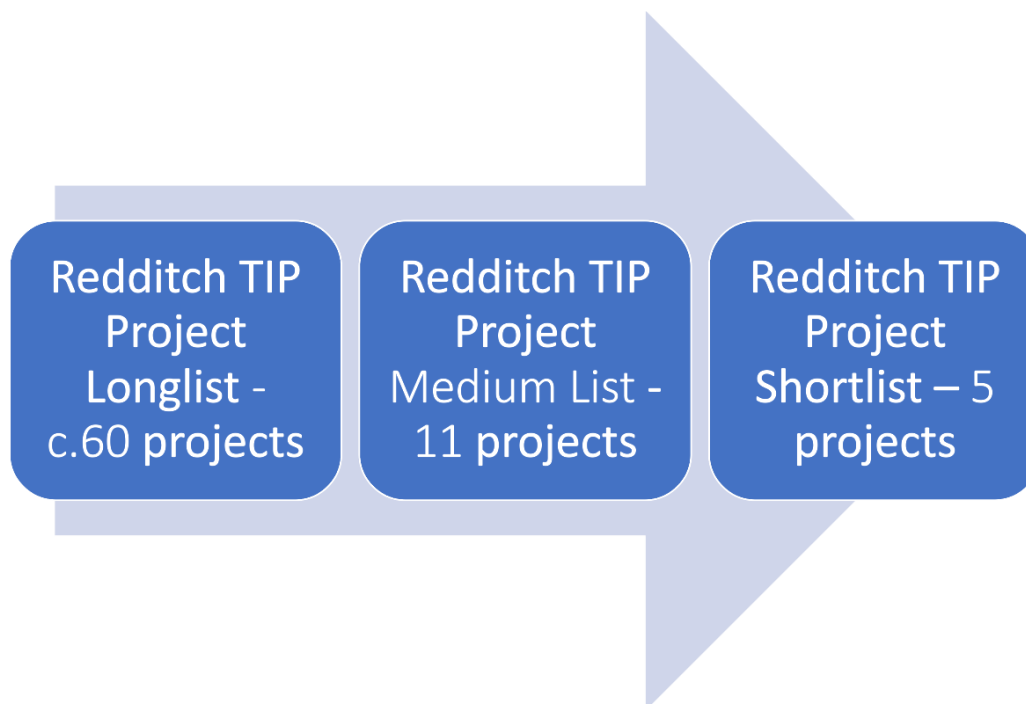 Redditch TIP
Project
Longlist -
c.60 projects
Redditch TIP
Project
Medium List -
11 projects
Redditch TIP
Project
Shortlist – 5
projects